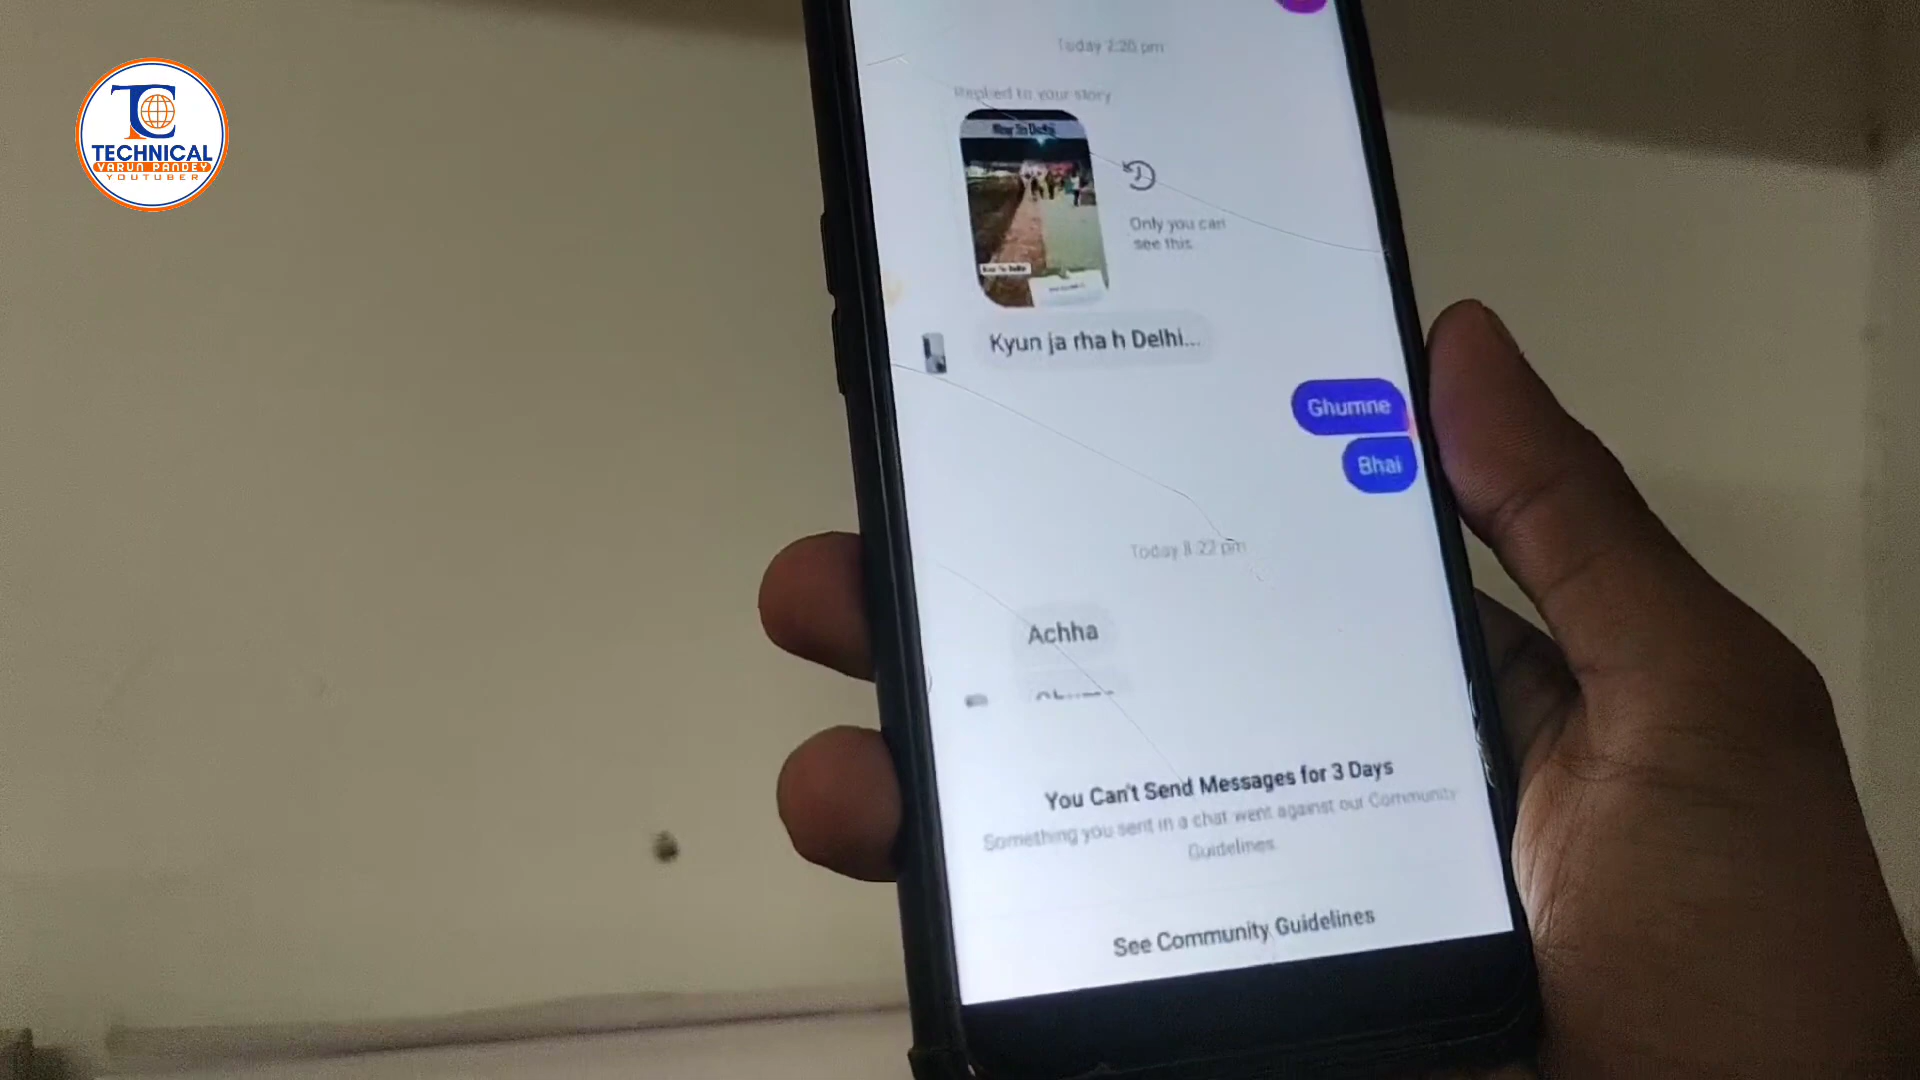 TC
TECHNICAL
VARUN PANDEY
YOUTUBER
Today 2:20 pm
Replied to your story
Only you can
see this
Kyun ja rha h Delhi...
Ghumne
Bhai
Today 8:22 pm
Achha
You Can't Send Messages for 3 Days
Something you sent in a chat went against our Community
Guidelines.
See Community Guidelines